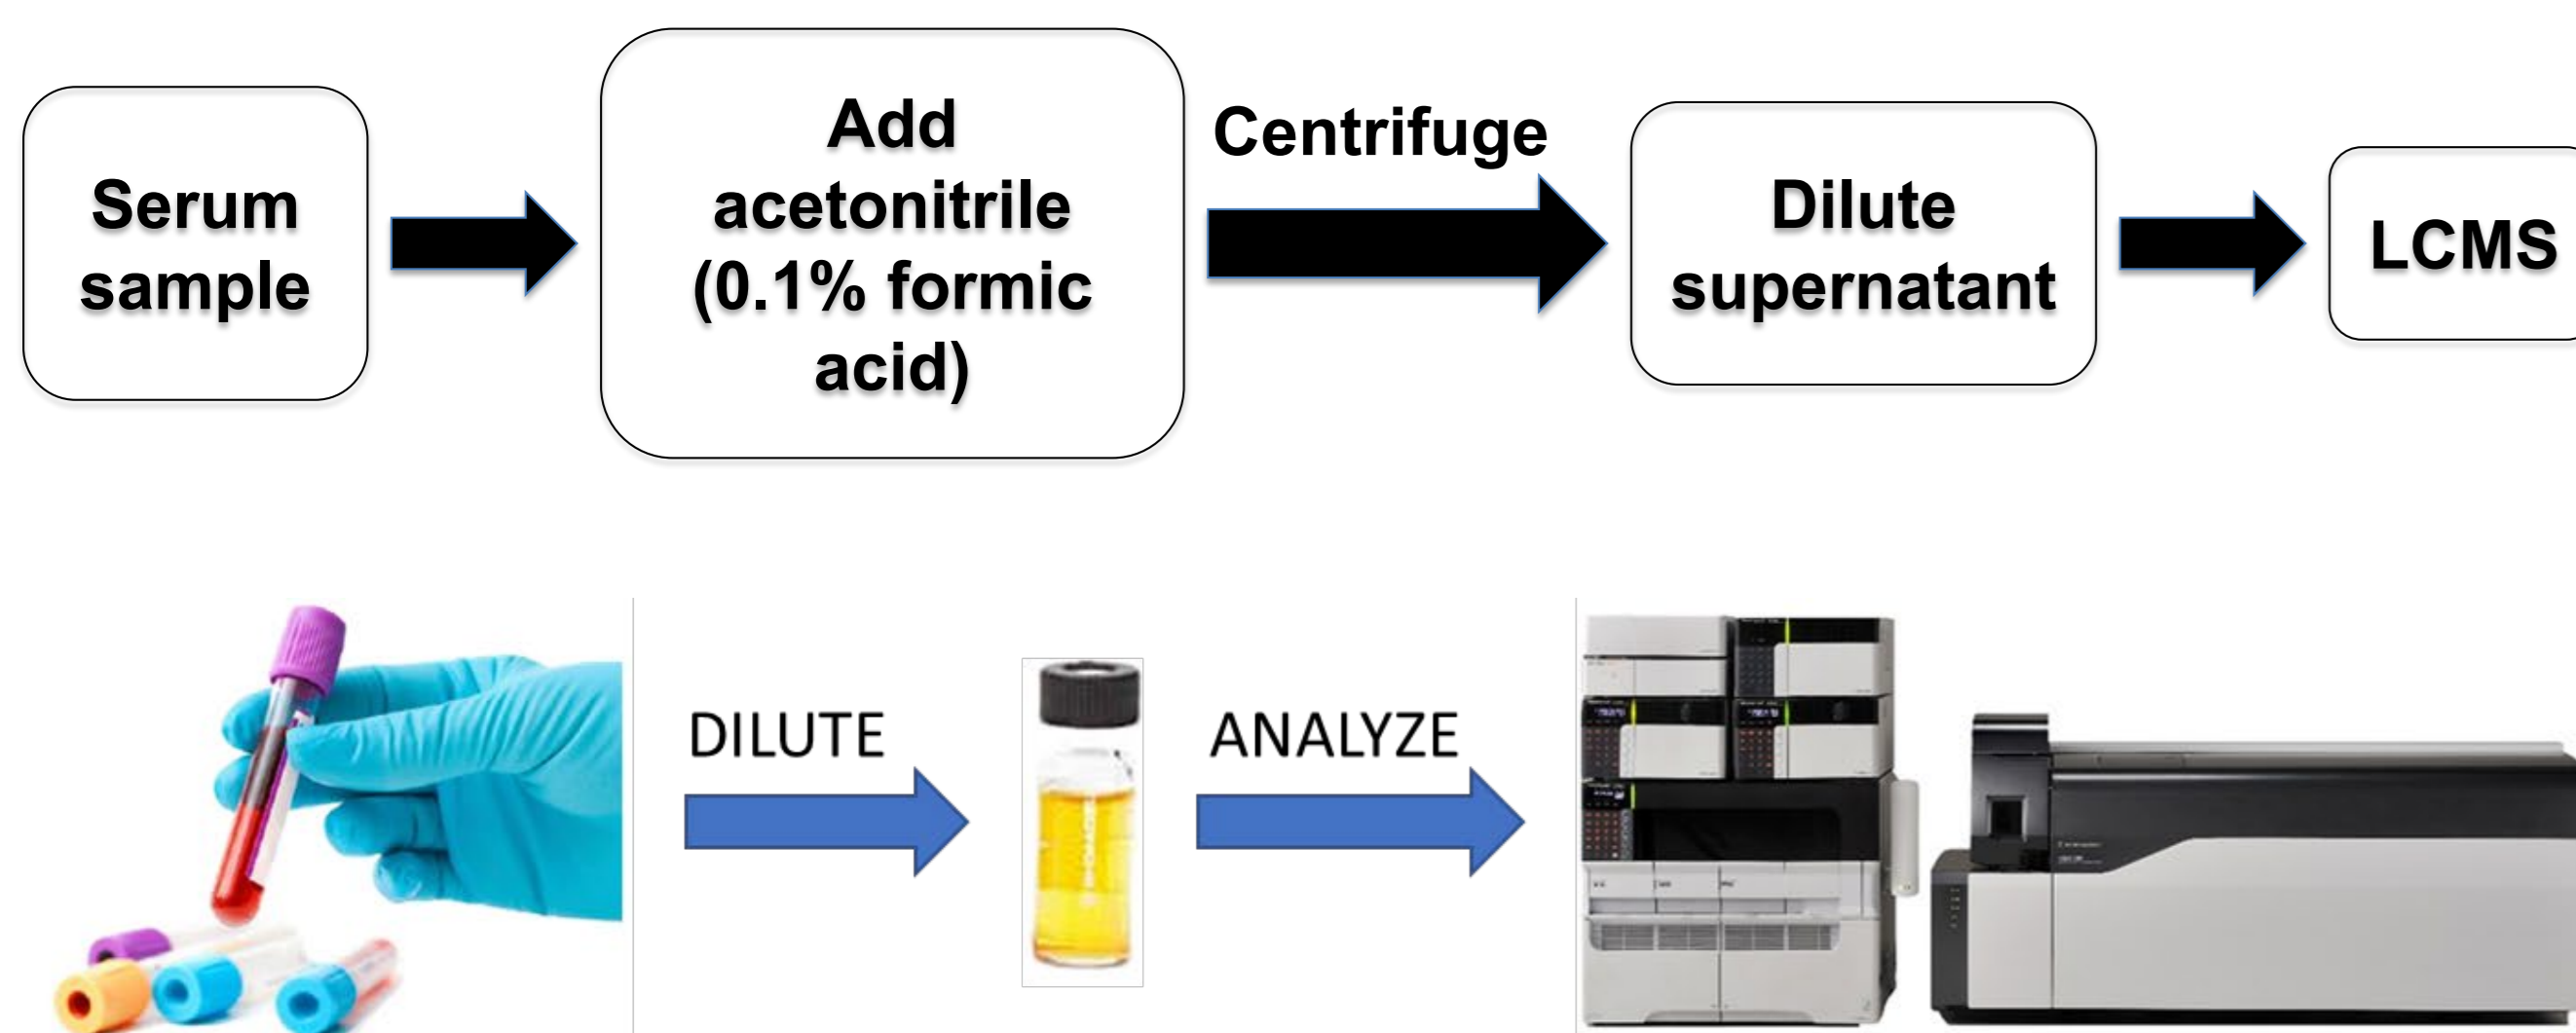 Serum
sample
Add
acetonitrile
(0.1% formic
acid)
Centrifuge
Dilute
supernatant
LCMS
DILUTE
ANALYZE